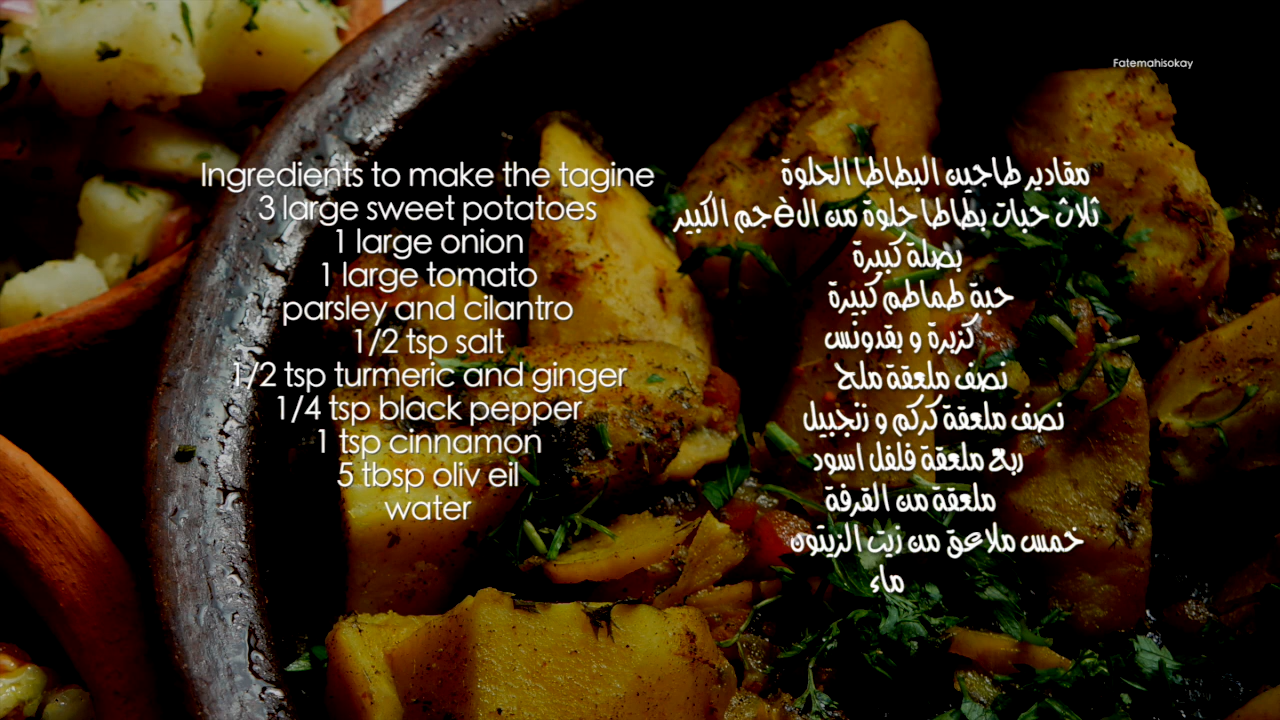 Fatemahisokay
Ingredients to make the tagine
3 large sweet potatoes
1 large onion
1 large tomato
parsley and cilantro
1/2 tsp salt
1/2 tsp turmeric and ginger
1/4 tsp black pepper
1 tsp cinnamon
5 tbsp oliv eil
water
مقادير طاجين البطاطا الحلوة
ثلاث حبات بطاطا حلوة من الèجم الكبير
بصلة كبيرة
حبة طماطم كبيرة
كزبرة و بقدونس
نصف ملعقة ملح
نصف ملعقة كركم و زنجبيل
ربع ملعقة فلفل اسود
ملعقة من القرفة
خمس ملاعق من زيت الزيتون
ماء